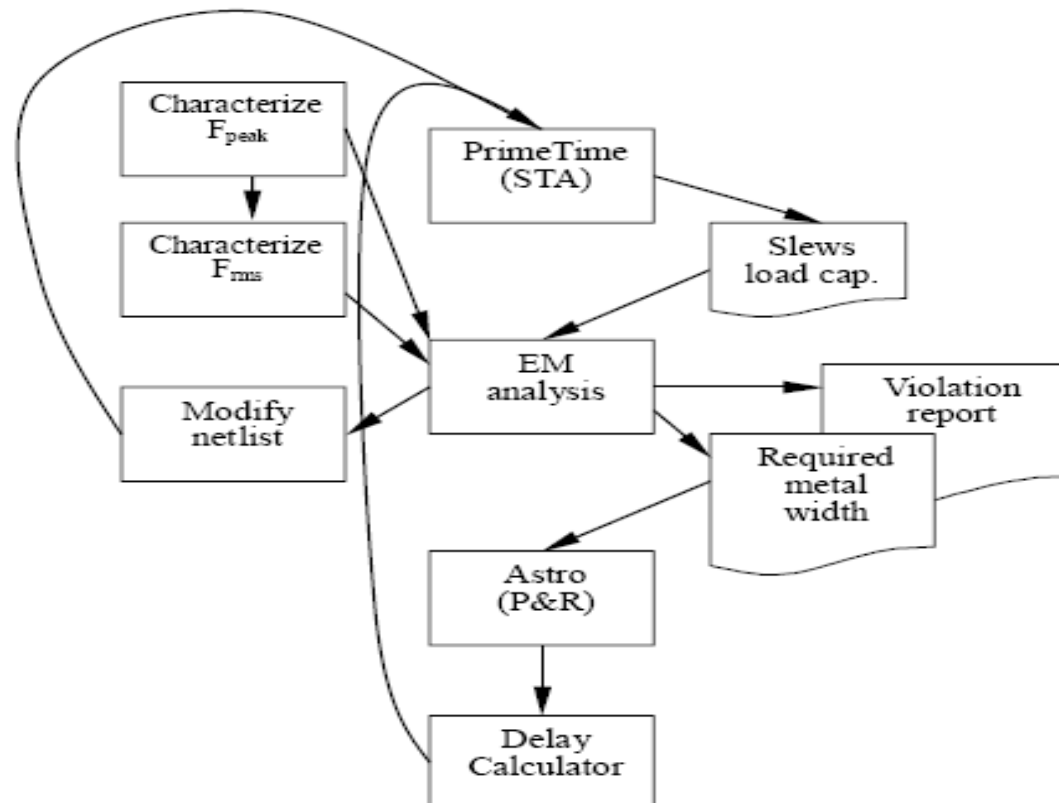 Characterize
Fpeak
PrimeTime
(STA)
Characterize
Frms
Slews
load cap.
EM
analysis
Violation
report
Modify
netlist
Required
metal
width
Astro
(P&R)
Delay
Calculator